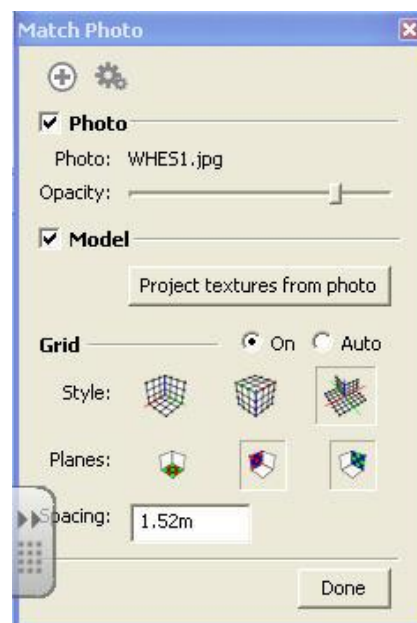 Match Photo
Photo
Photo: WHES1.jpg
Opacity:
Model
Project textures from photo
Grid On Auto
Style:
Planes:
Spacing: 1.52m
Done